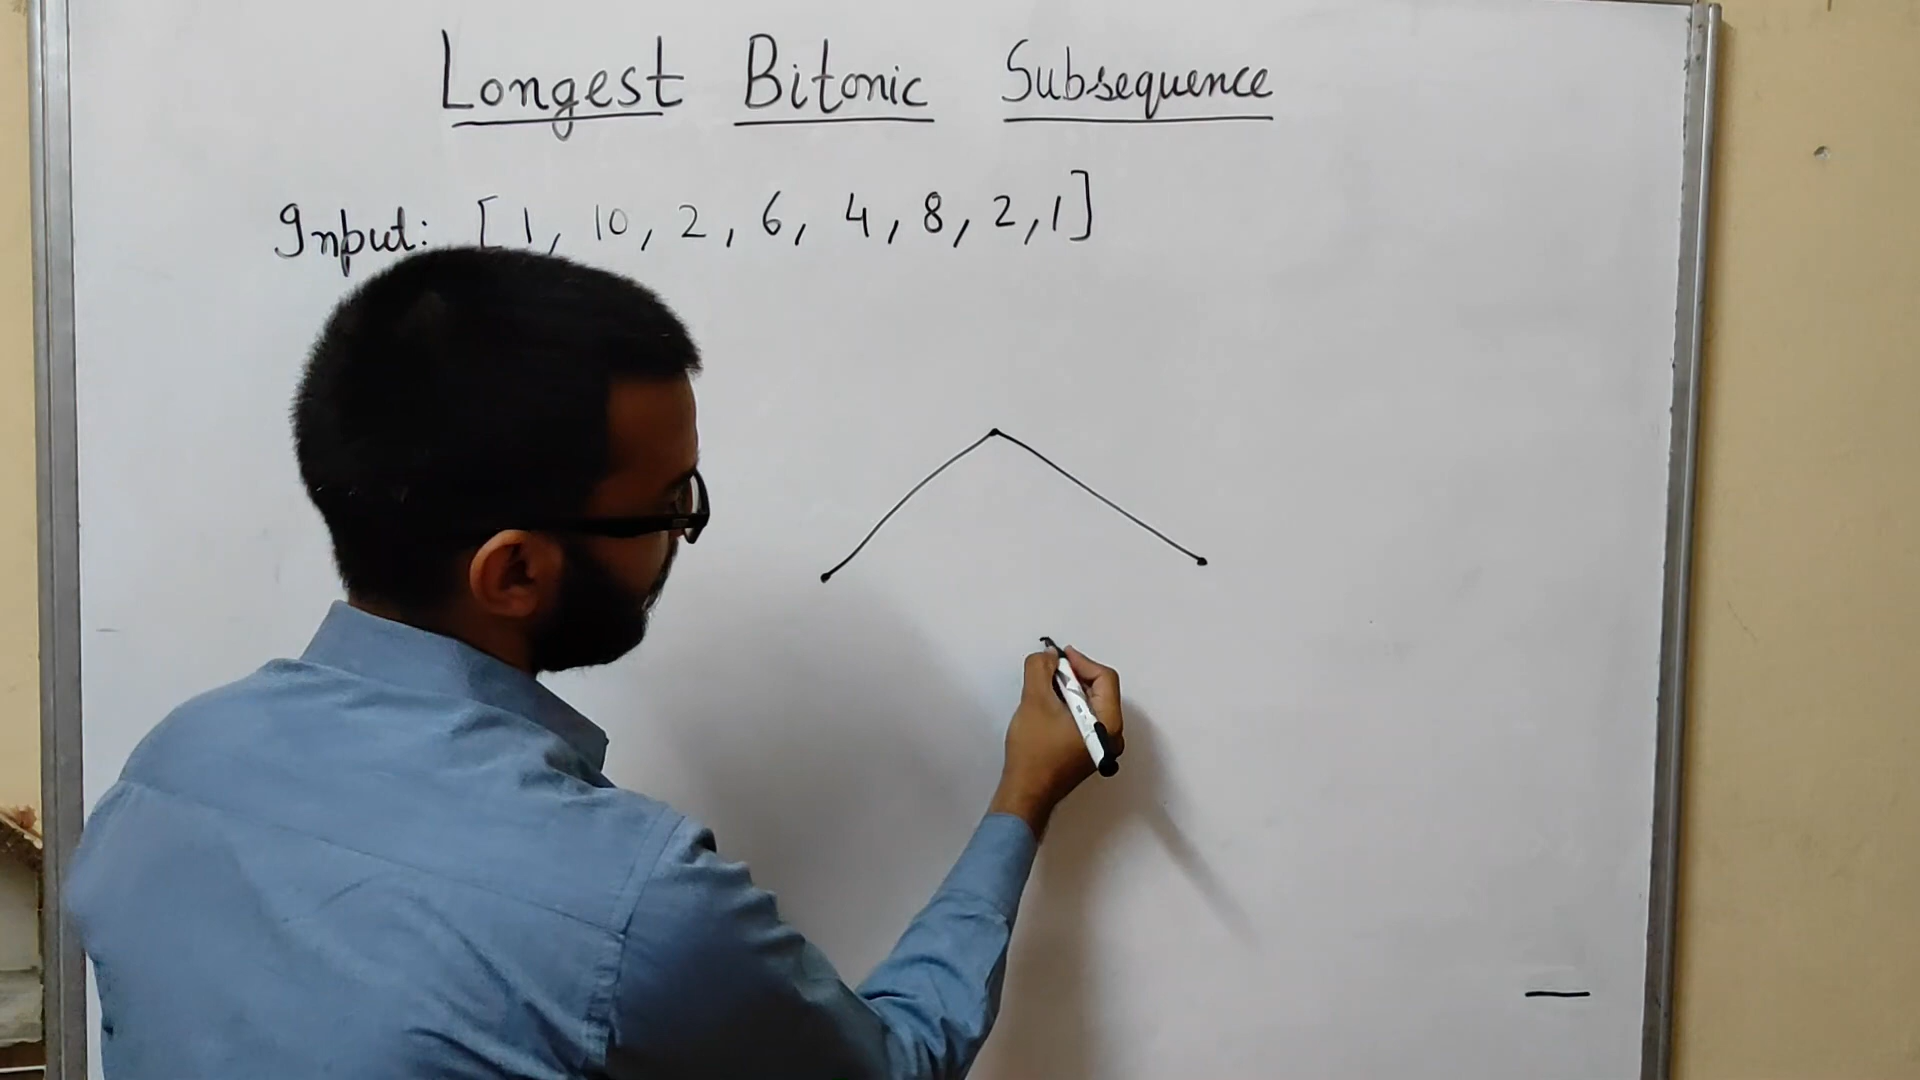 Longest Bitonic Subsequence
Input: [1, 10, 2, 6, 4, 8, 2, 1]